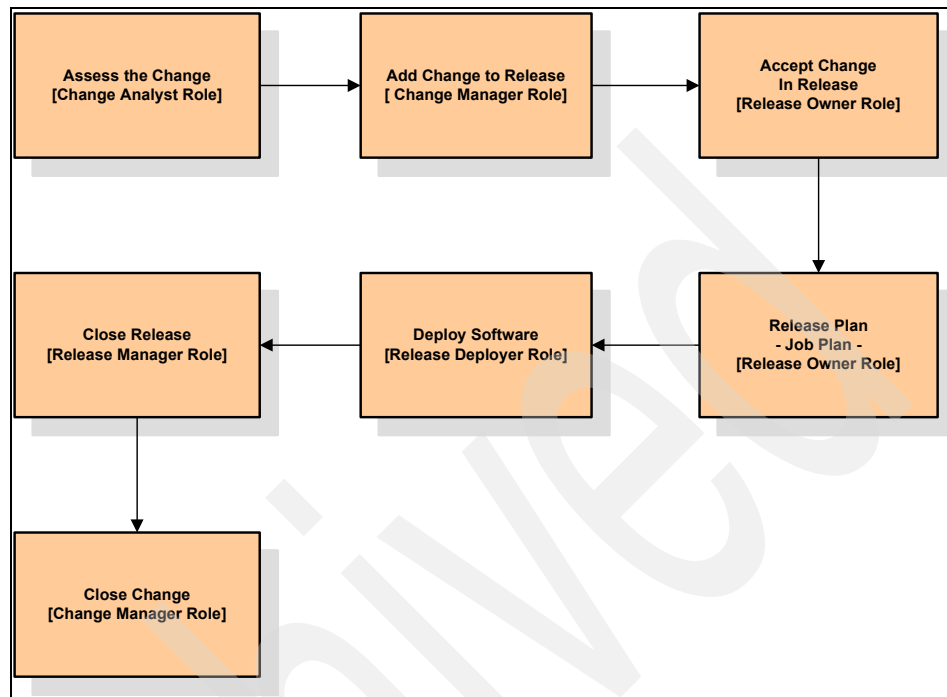 Assess the Change
[Change Analyst Role]
Add Change to Release
[ Change Manager Role]
Accept Change
In Release
[Release Owner Role]
Release Plan
- Job Plan -
[Release Owner Role]
Deploy Software
[Release Deployer Role]
Close Release
[Release Manager Role]
Close Change
[Change Manager Role]
hived